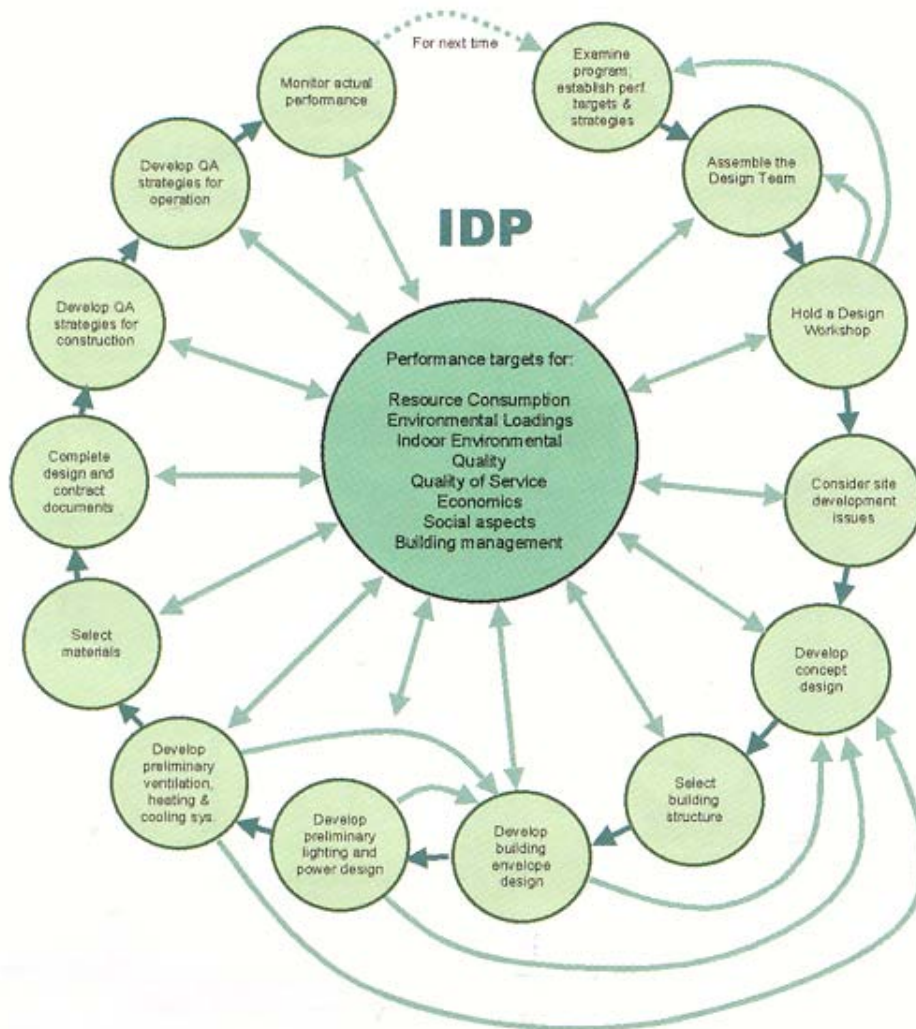 For next time
Examine
program;
establish perf.
targets &
strategies
Assemble the
Design Team
Hold a Design
Workshop
Consider site
development
issues
Develop
concept
design
Select
building
structure
Develop
building
envelope
design
Develop
preliminary
lighting and
power design
Develop
preliminary
ventilation,
heating &
cooling sys.
Select
materials
Complete
design and
contract
documents
Develop QA
strategies for
construction
Develop QA
strategies for
operation
Monitor actual
performance
IDP
Performance targets for:
Resource Consumption
Environmental Loadings
Indoor Environmental
Quality
Quality of Service
Economics
Social aspects
Building management